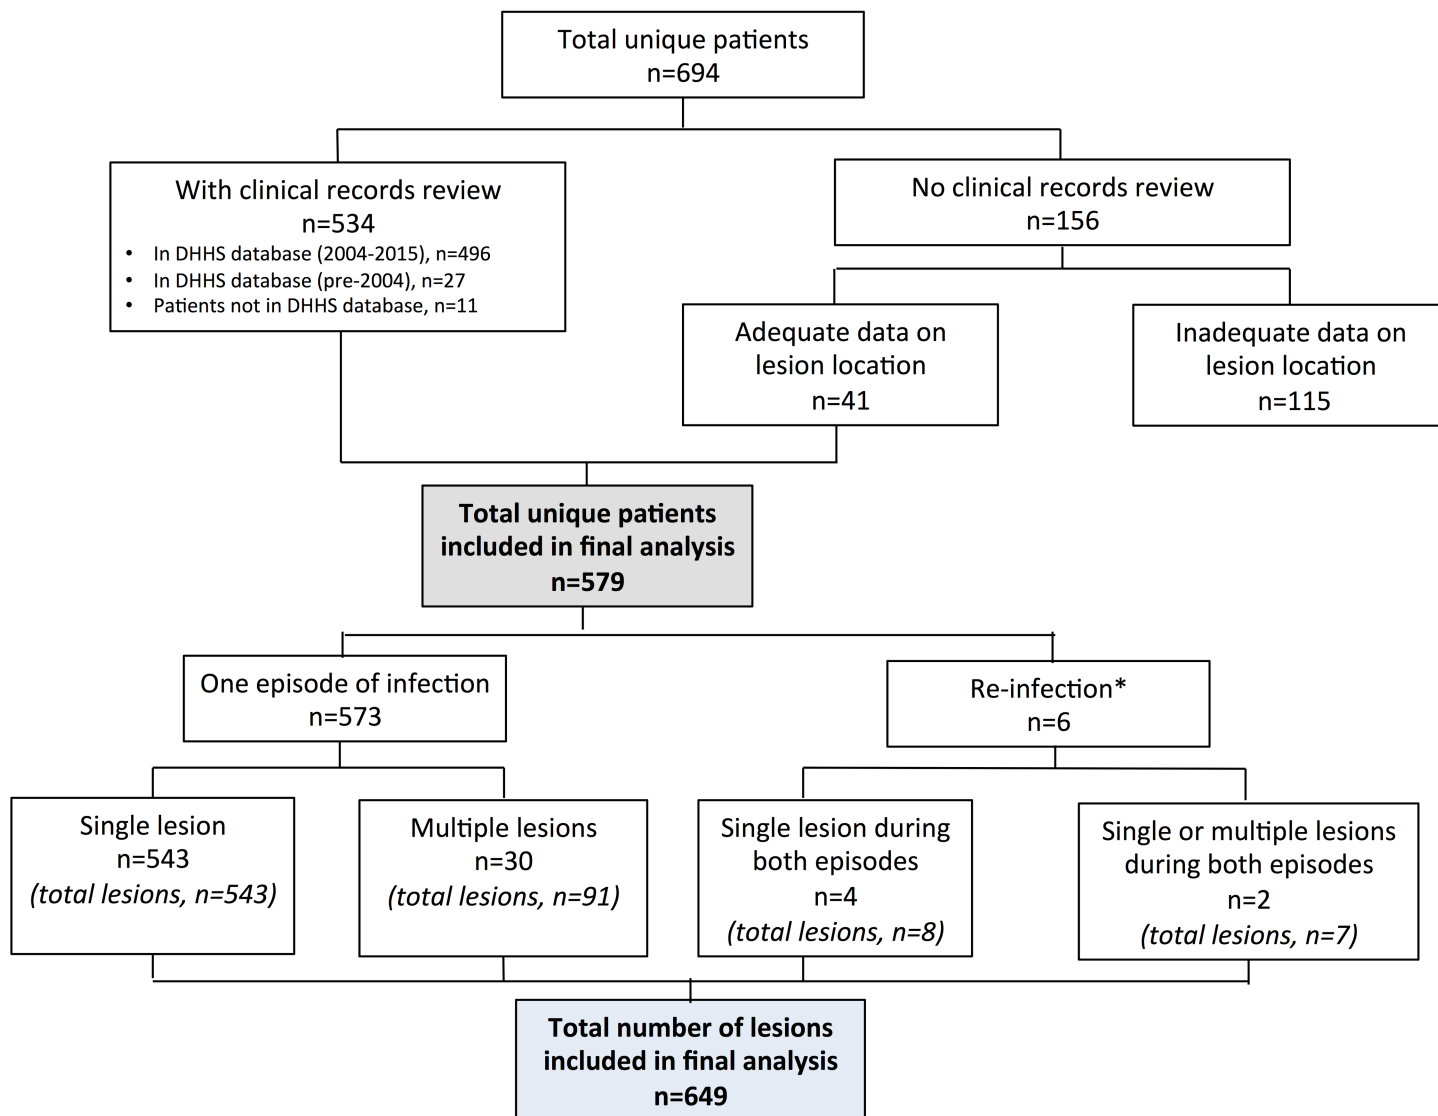 Total unique patients
n=694
With clinical records review
n=534
• In DHHS database (2004-2015), n=496
• In DHHS database (pre-2004), n=27
• Patients not in DHHS database, n=11
No clinical records review
n=156
Adequate data on
lesion location
n=41
Inadequate data on
lesion location
n=115
Total unique patients
included in final analysis
n=579
One episode of infection
n=573
Re-infection*
n=6
Single lesion
n=543
(total lesions, n=543)
Multiple lesions
n=30
(total lesions, n=91)
Single lesion during
both episodes
n=4
(total lesions, n=8)
Single or multiple lesions
during both episodes
n=2
(total lesions, n=7)
Total number of lesions
included in final analysis
n=649